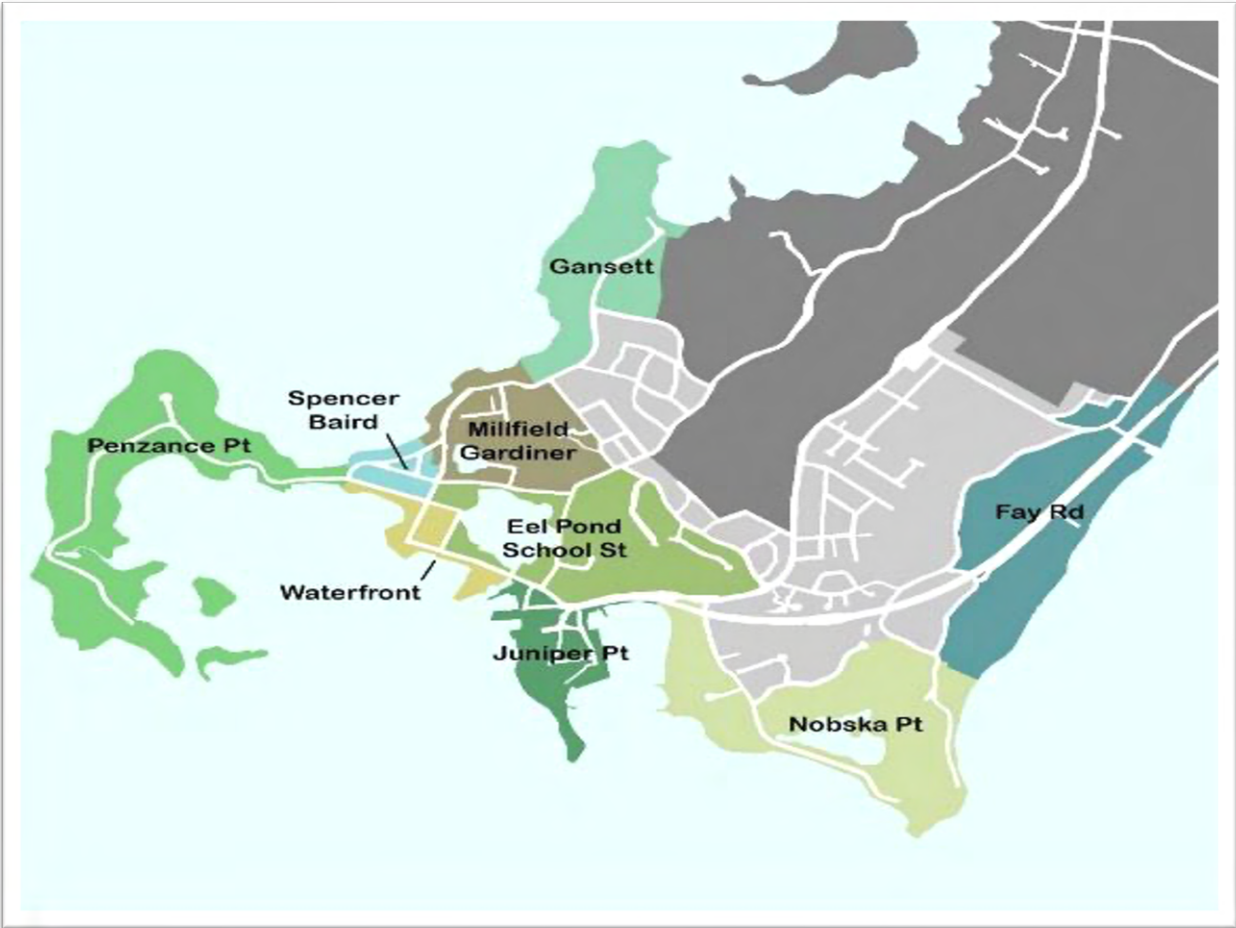 Gansett
Spencer
Baird
Penzance Pt
Millfield
Gardiner
Fay Rd
Eel Pond
School St
Waterfront
Juniper Pt
Nobska Pt